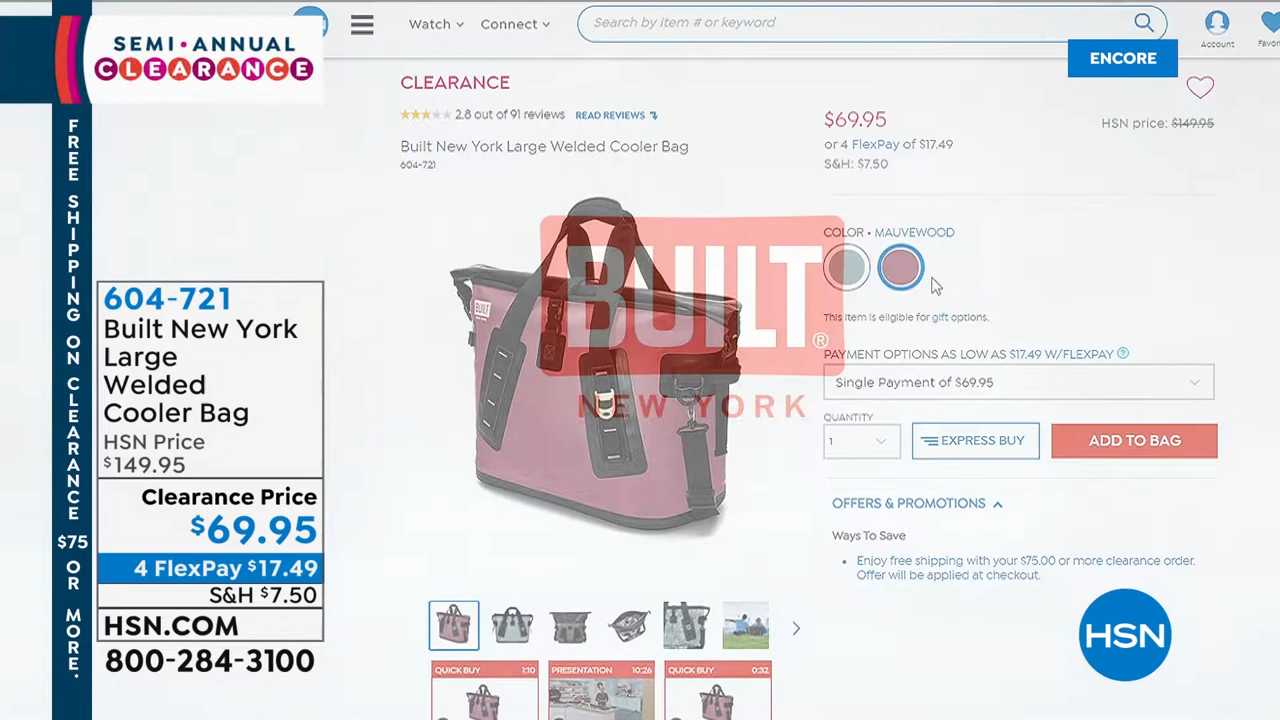 SEMI•ANNUAL
CLEARANCE
FREE SHIPPING ON CLEARANCE $75 OR MORE.
604-721
Built New York
Large
Welded
Cooler Bag
HSN Price
$149.95
Clearance Price
$69.95
4 FlexPay $17.49
S&H $7.50
HSN.COM
800-284-3100
Watch
Connect
Search by item # or keyword
Account
ENCORE
CLEARANCE
2.8 out of 91 reviews
READ REVIEWS
Built New York Large Welded Cooler Bag
604-721
BUILT
BUILT®
NEW YORK
$69.95
HSN price: $149.95
or 4 FlexPay of $17.49
S&H: $7.50
COLOR • MAUVEWOOD
This item is eligible for gift options.
PAYMENT OPTIONS AS LOW AS $17.49 W/FLEXPAY ?
Single Payment of $69.95
QUANTITY
1
EXPRESS BUY
ADD TO BAG
OFFERS & PROMOTIONS
Ways To Save
• Enjoy free shipping with your $75.00 or more clearance order.
Offer will be applied at checkout.
QUICK BUY 1:10
PRESENTATION 10:26
QUICK BUY 0:32
HSN